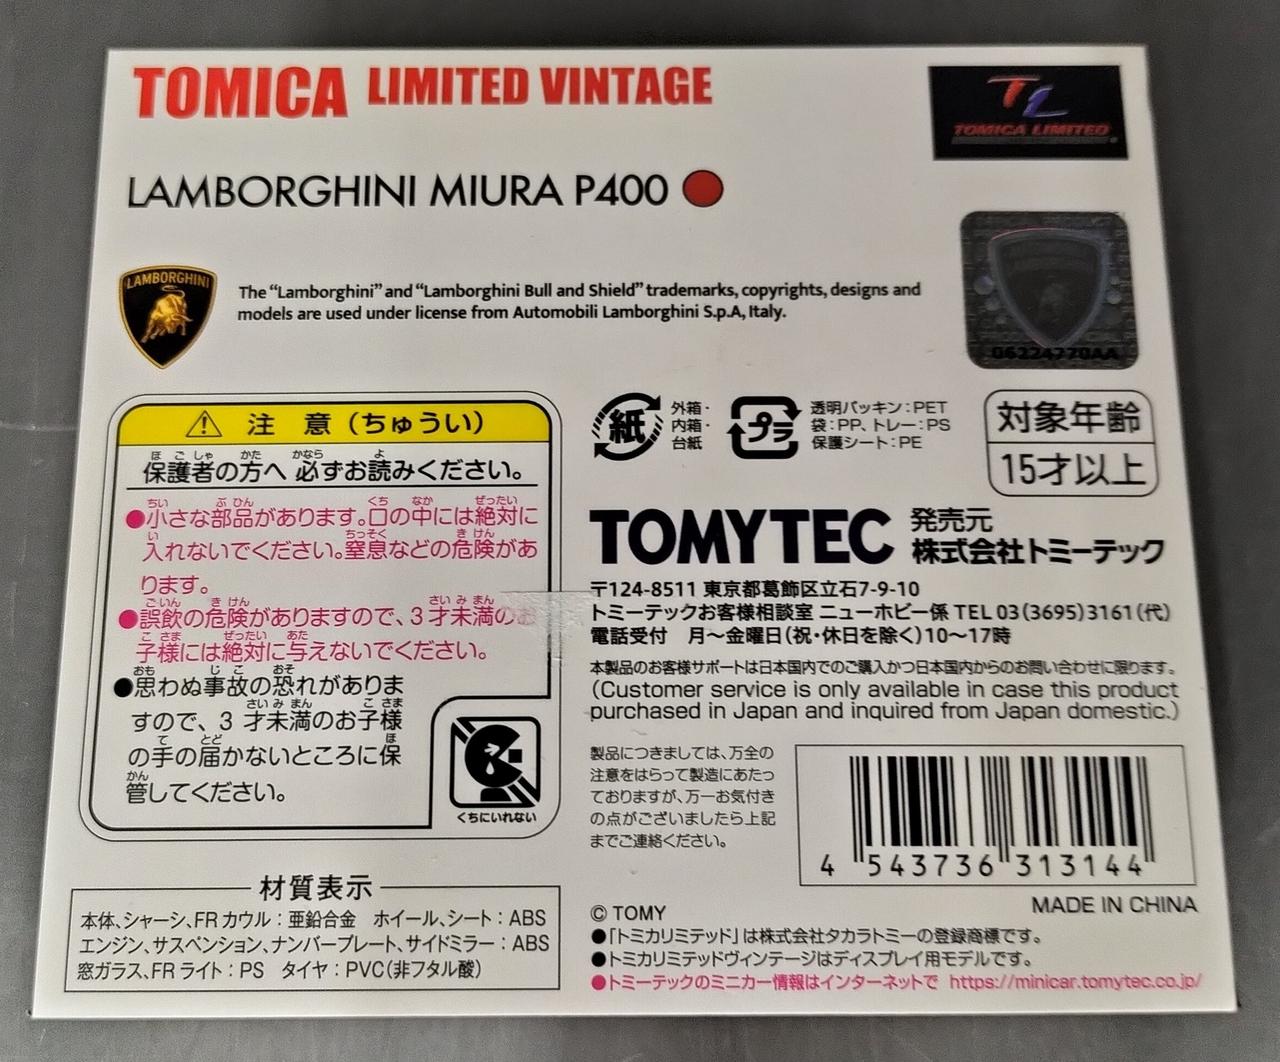 TOMICA LIMITED VINTAGE
TL
TOMICA LIMITED
LAMBORGHINI MIURA P400
LAMBORGHINI
The “Lamborghini” and “Lamborghini Bull and Shield” trademarks, copyrights, designs and
models are used under license from Automobili Lamborghini S.p.A, Italy.
06224770AA
注 意（ちゅうい）
保護者の方へ 必ずお読みください。
●小さな部品があります。口の中には絶対に
入れないでください。窒息などの危険があ
ります。
●誤飲の危険がありますので、3才未満のお
子様には絶対に与えないでください。
●思わぬ事故の恐れがありま
すので、3 才未満のお子様
の手の届かないところに保
管してください。
くちにいれない
紙
外箱・
内箱・
台紙
プラ
透明パッキン：PET
袋：PP、トレー：PS
保護シート：PE
対象年齢
15才以上
TOMYTEC
発売元
株式会社トミーテック
〒124-8511 東京都葛飾区立石7-9-10
トミーテックお客様相談室 ニューホビー係 TEL 03(3695)3161(代)
電話受付　月～金曜日(祝・休日を除く)10～17時
本製品のお客様サポートは日本国内でのご購入かつ日本国内からのお問い合わせに限ります。
(Customer service is only available in case this product
purchased in Japan and inquired from Japan domestic.)
製品につきましては、万全の
注意をはらって製造にあたっ
ておりますが、万一お気付き
の点がございましたら上記
までご連絡ください。
4 543736 313144
MADE IN CHINA
材質表示
本体、シャーシ、FRカウル：亜鉛合金　ホイール、シート：ABS
エンジン、サスペンション、ナンバープレート、サイドミラー：ABS
窓ガラス、FRライト：PS　タイヤ：PVC(非フタル酸)
© TOMY
●「トミカリミテッド」は株式会社タカラトミーの登録商標です。
●トミカリミテッドヴィンテージはディスプレイ用モデルです。
●トミーテックのミニカー情報はインターネットで https://minicar.tomytec.co.jp/